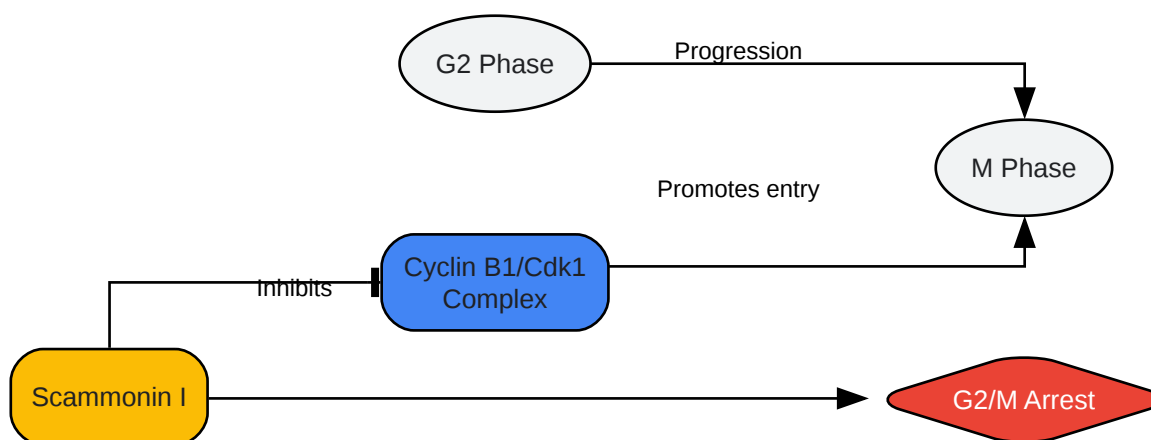 G2 Phase
Progression
M Phase
Promotes entry
Cyclin B1/Cdk1
Complex
Inhibits
Scammonin I
G2/M Arrest